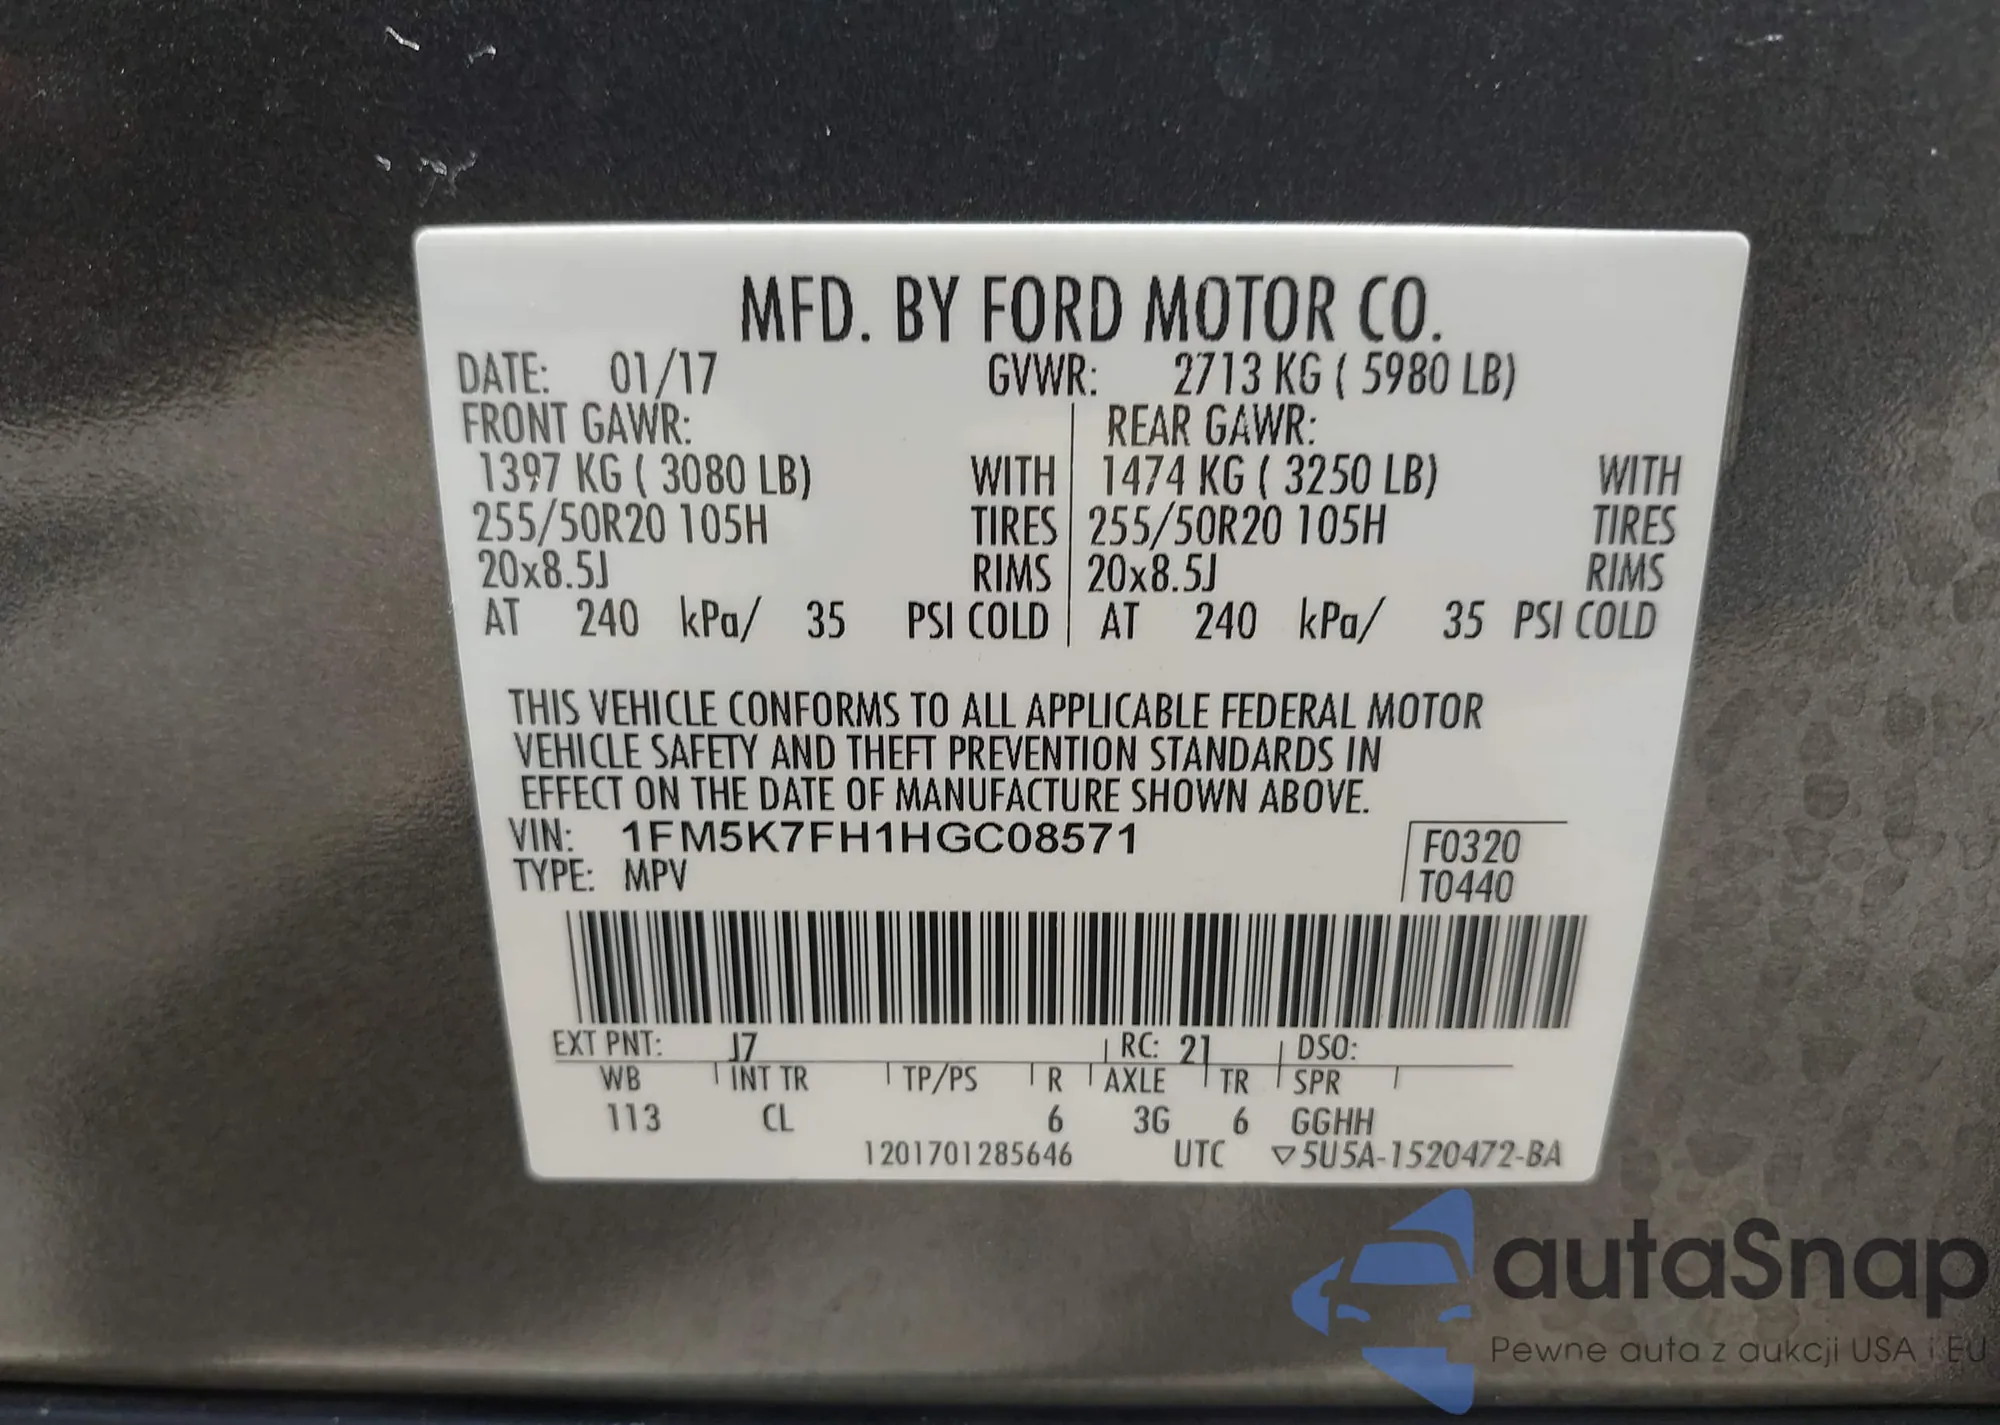 MFD. BY FORD MOTOR CO.
DATE: 01/17 GVWR: 2713 KG ( 5980 LB)
FRONT GAWR: REAR GAWR:
1397 KG ( 3080 LB) WITH 1474 KG ( 3250 LB) WITH
255/50R20 105H TIRES 255/50R20 105H TIRES
20x8.5J RIMS 20x8.5J RIMS
AT 240 kPa/ 35 PSI COLD AT 240 kPa/ 35 PSI COLD
THIS VEHICLE CONFORMS TO ALL APPLICABLE FEDERAL MOTOR
VEHICLE SAFETY AND THEFT PREVENTION STANDARDS IN
EFFECT ON THE DATE OF MANUFACTURE SHOWN ABOVE.
VIN: 1FM5K7FH1HGC08571 F0320
TYPE: MPV T0440
EXT PNT: J7 RC: 21 DSO:
WB INT TR TP/PS R AXLE TR SPR
113 CL 6 3G 6 GGHH
1201701285646 UTC ▽5U5A-1520472-BA
autaSnap
Pewne auta z aukcji USA i EU